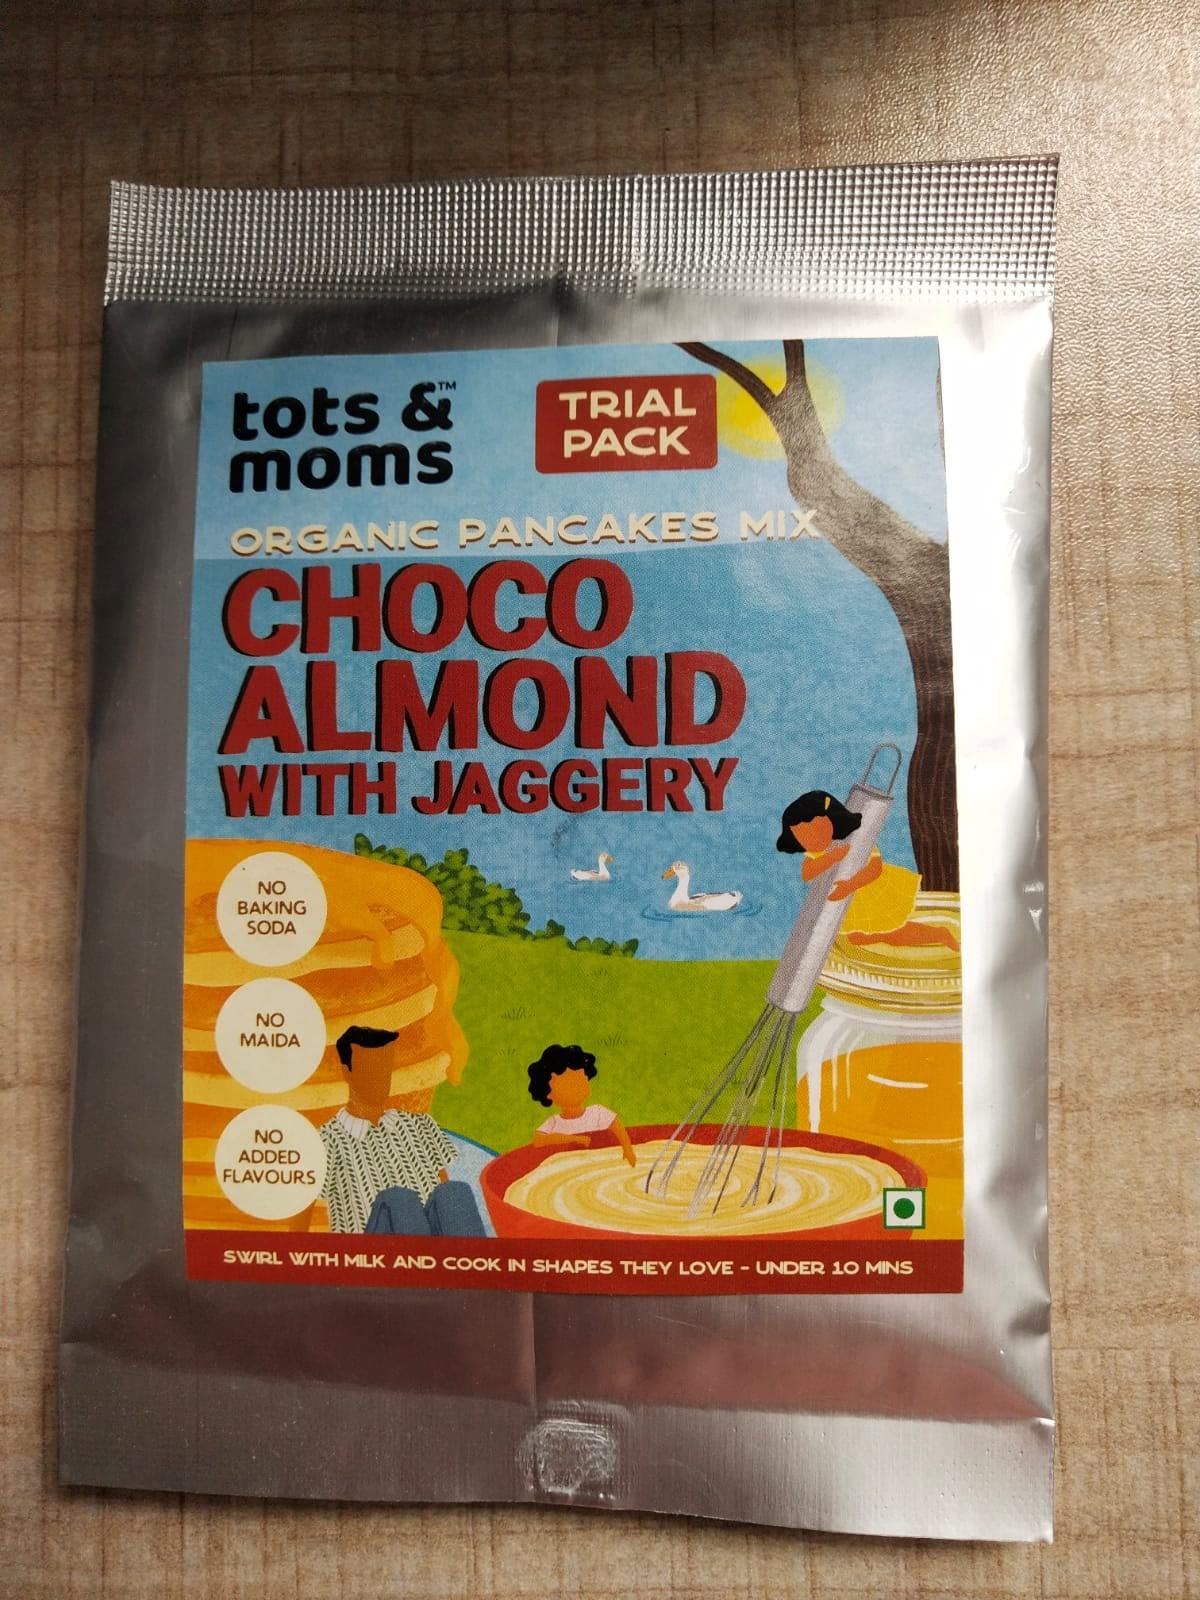 tots &™
moms
TRIAL
PACK
ORGANIC PANCAKES MIX
CHOCO
ALMOND
WITH JAGGERY
NO
BAKING
SODA
NO
MAIDA
NO
ADDED
FLAVOURS
SWIRL WITH MILK AND COOK IN SHAPES THEY LOVE - UNDER 10 MINS